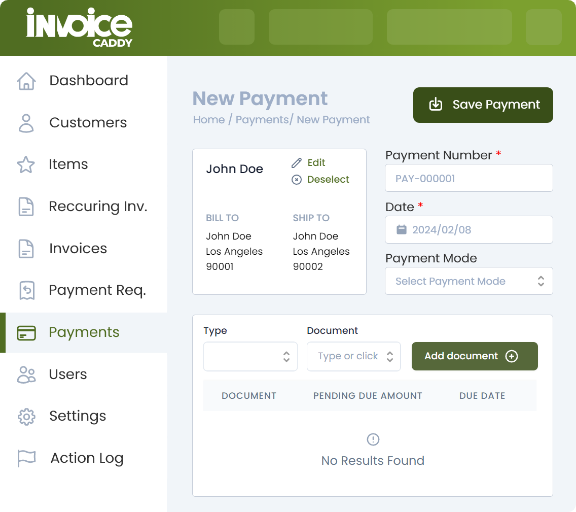 invoice
CADDY
Dashboard
Customers
Items
Reccuring Inv.
Invoices
Payment Req.
Payments
Users
Settings
Action Log
New Payment
Home / Payments/ New Payment
Save Payment
John Doe
Edit
Deselect
BILL TO
John Doe
Los Angeles
90001
SHIP TO
John Doe
Los Angeles
90002
Payment Number *
PAY-000001
Date *
2024/02/08
Payment Mode
Select Payment Mode
Type
Document
Type or click
Add document
DOCUMENT PENDING DUE AMOUNT DUE DATE
No Results Found